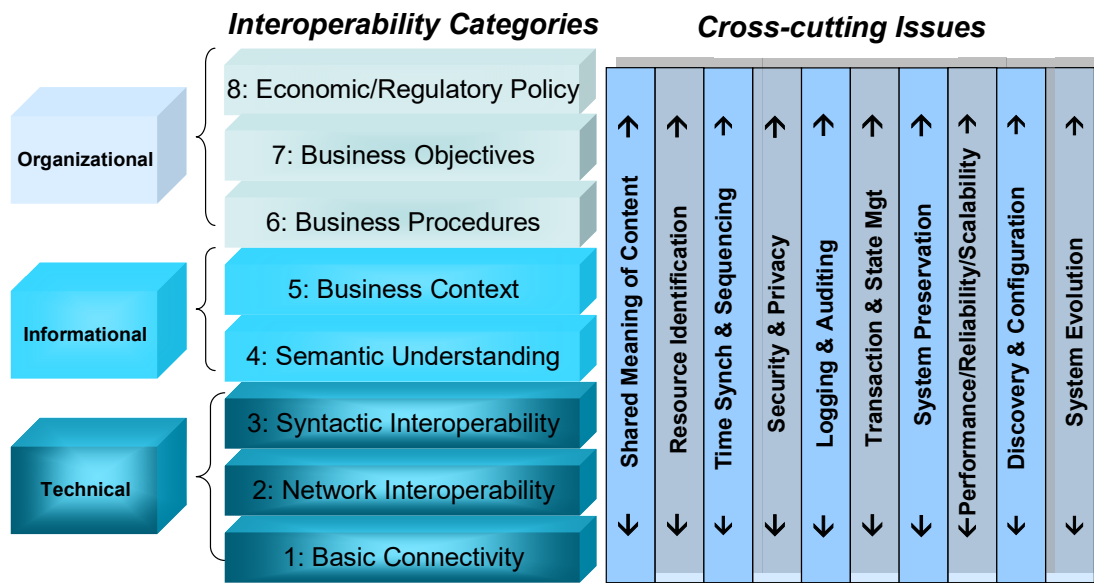 Interoperability Categories
Cross-cutting Issues
Organizational
8: Economic/Regulatory Policy
7: Business Objectives
6: Business Procedures
Informational
5: Business Context
4: Semantic Understanding
Technical
3: Syntactic Interoperability
2: Network Interoperability
1: Basic Connectivity
Shared Meaning of Content
Resource Identification
Time Synch & Sequencing
Security & Privacy
Logging & Auditing
Transaction & State Mgt
System Preservation
Performance/Reliability/Scalability
Discovery & Configuration
System Evolution